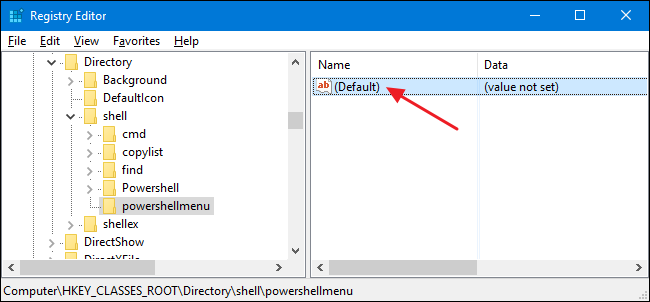 Registry Editor
File Edit View Favorites Help
Directory
Background
DefaultIcon
shell
cmd
copylist
find
Powershell
powershellmenu
shellex
DirectShow
DirectXFile
Name Data
ab (Default) (value not set)
Computer\HKEY_CLASSES_ROOT\Directory\shell\powershellmenu